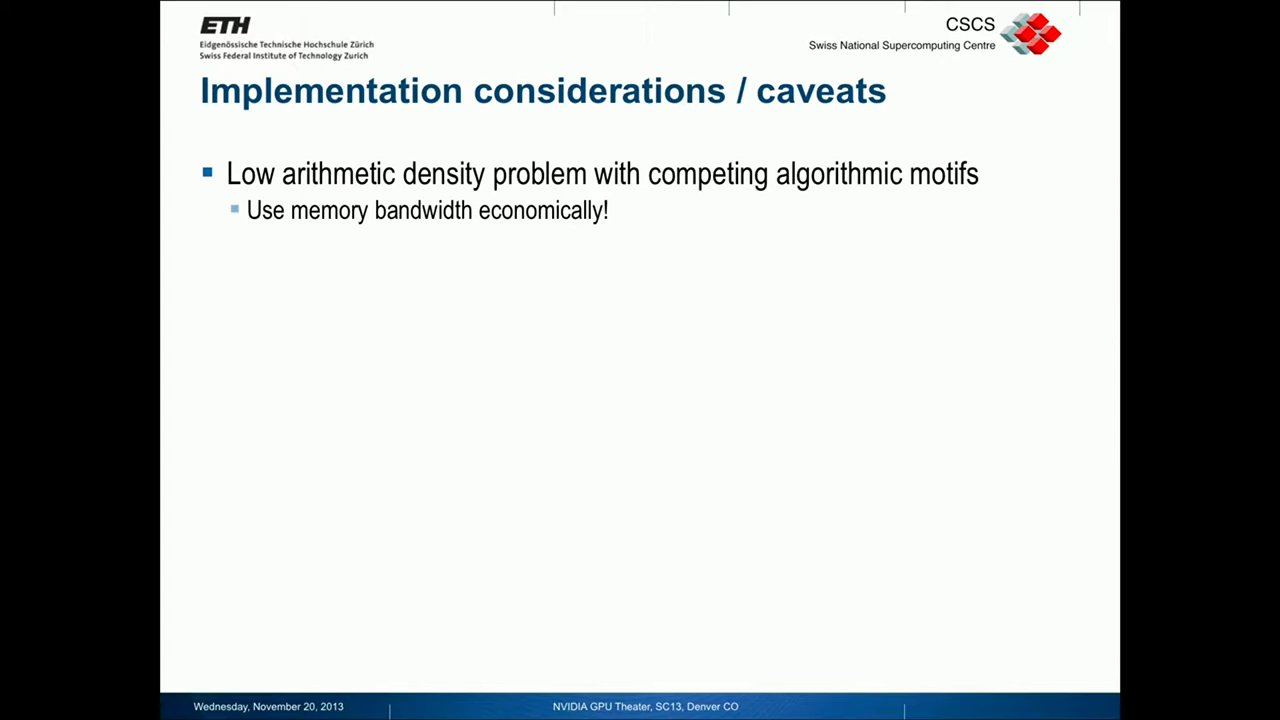 ETH
Eidgenössische Technische Hochschule Zürich
Swiss Federal Institute of Technology Zurich
CSCS
Swiss National Supercomputing Centre
Implementation considerations / caveats
Low arithmetic density problem with competing algorithmic motifs
Use memory bandwidth economically!
Wednesday, November 20, 2013
NVIDIA GPU Theater, SC13, Denver CO